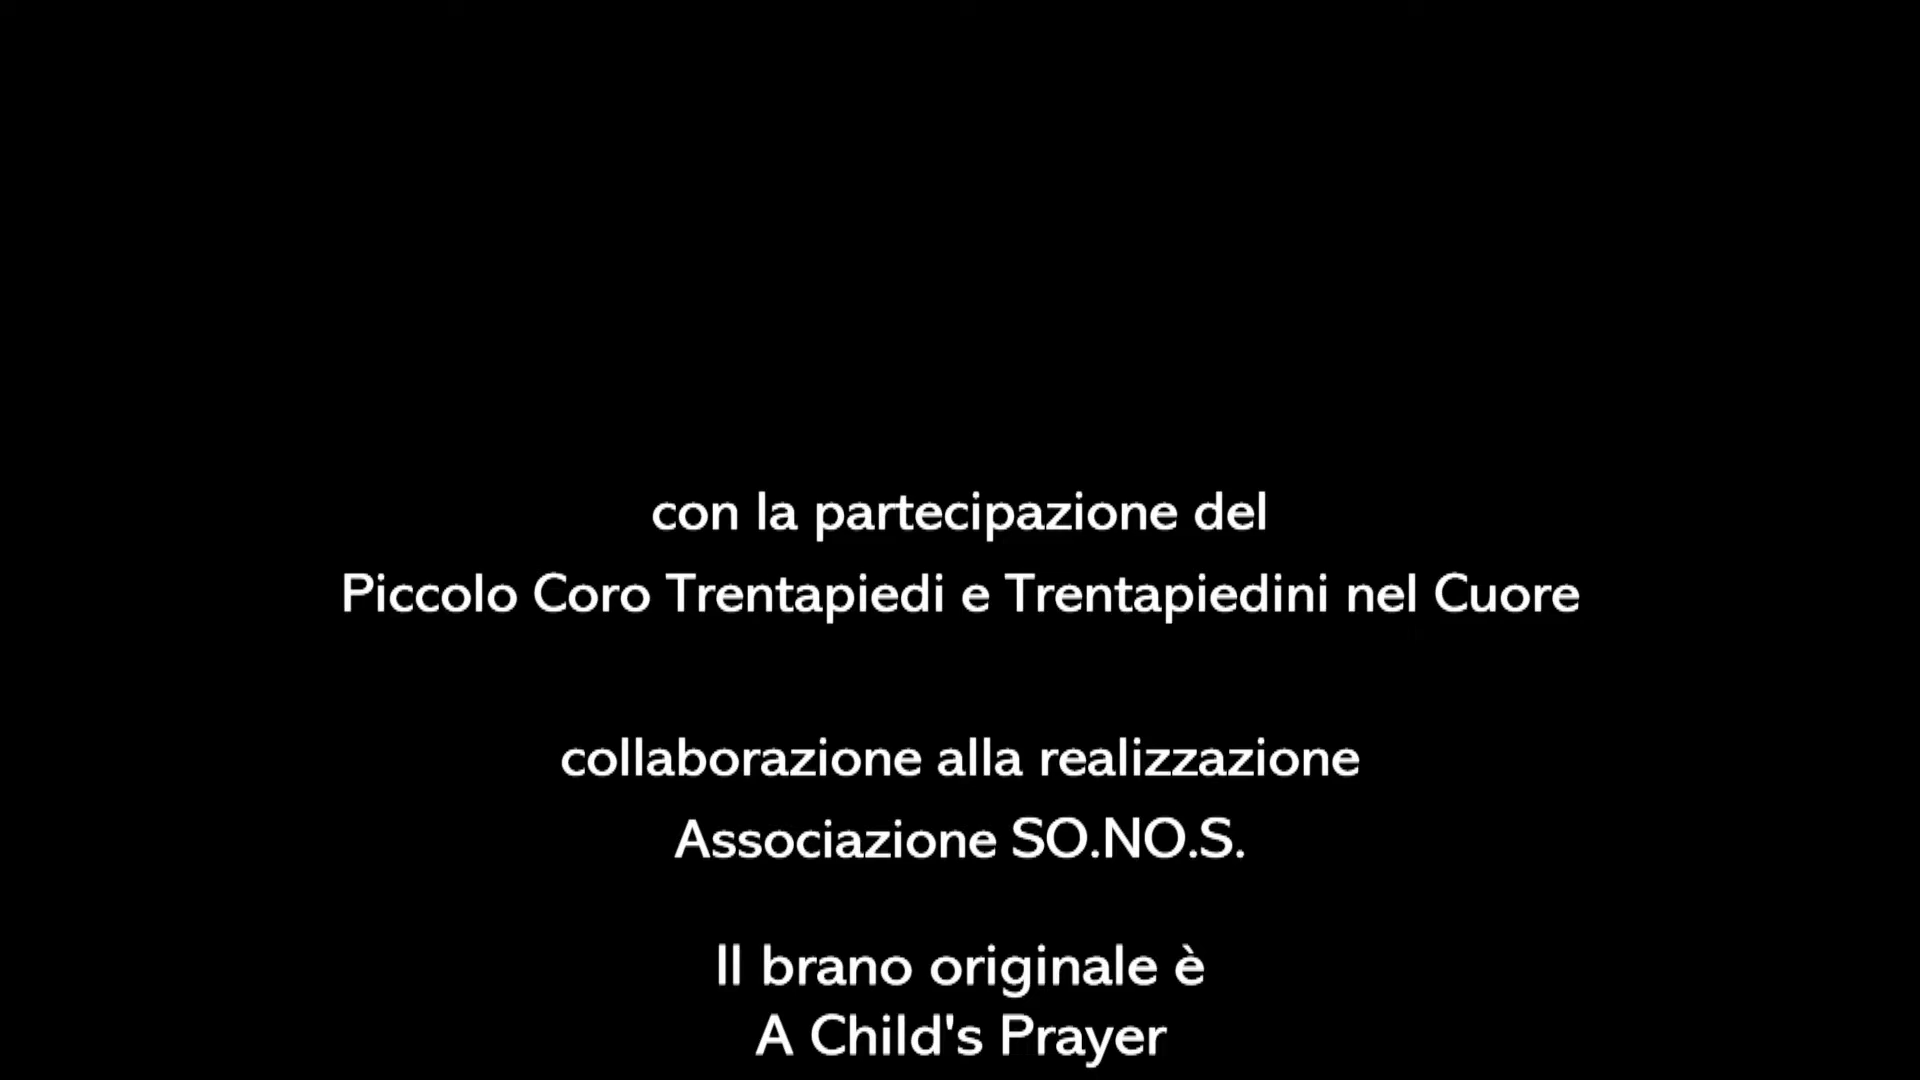 con la partecipazione del
Piccolo Coro Trentapiedi e Trentapiedini nel Cuore
collaborazione alla realizzazione
Associazione SO.NO.S.
Il brano originale è
A Child's Prayer